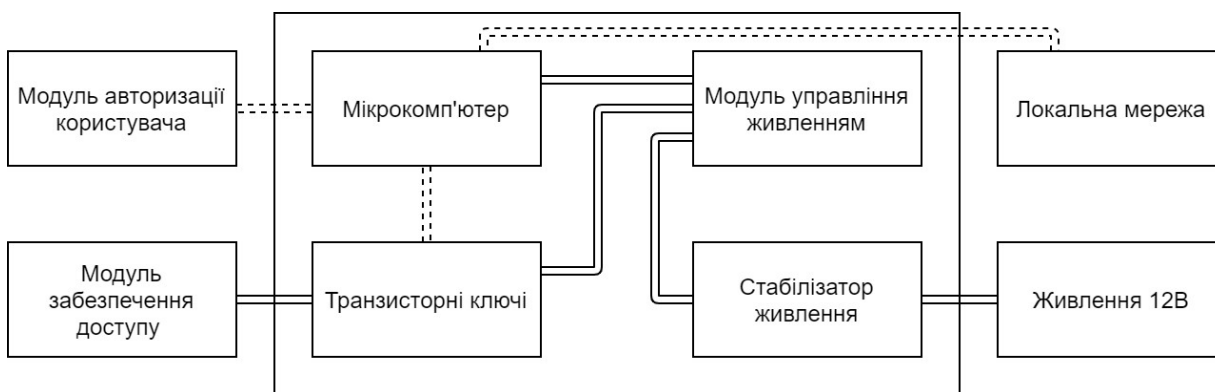 Модуль авторизації
користувача
Мікрокомп'ютер
Модуль управління
живленням
Локальна мережа
Модуль
забезпечення
доступу
Транзисторні ключі
Стабілізатор
живлення
Живлення 12В